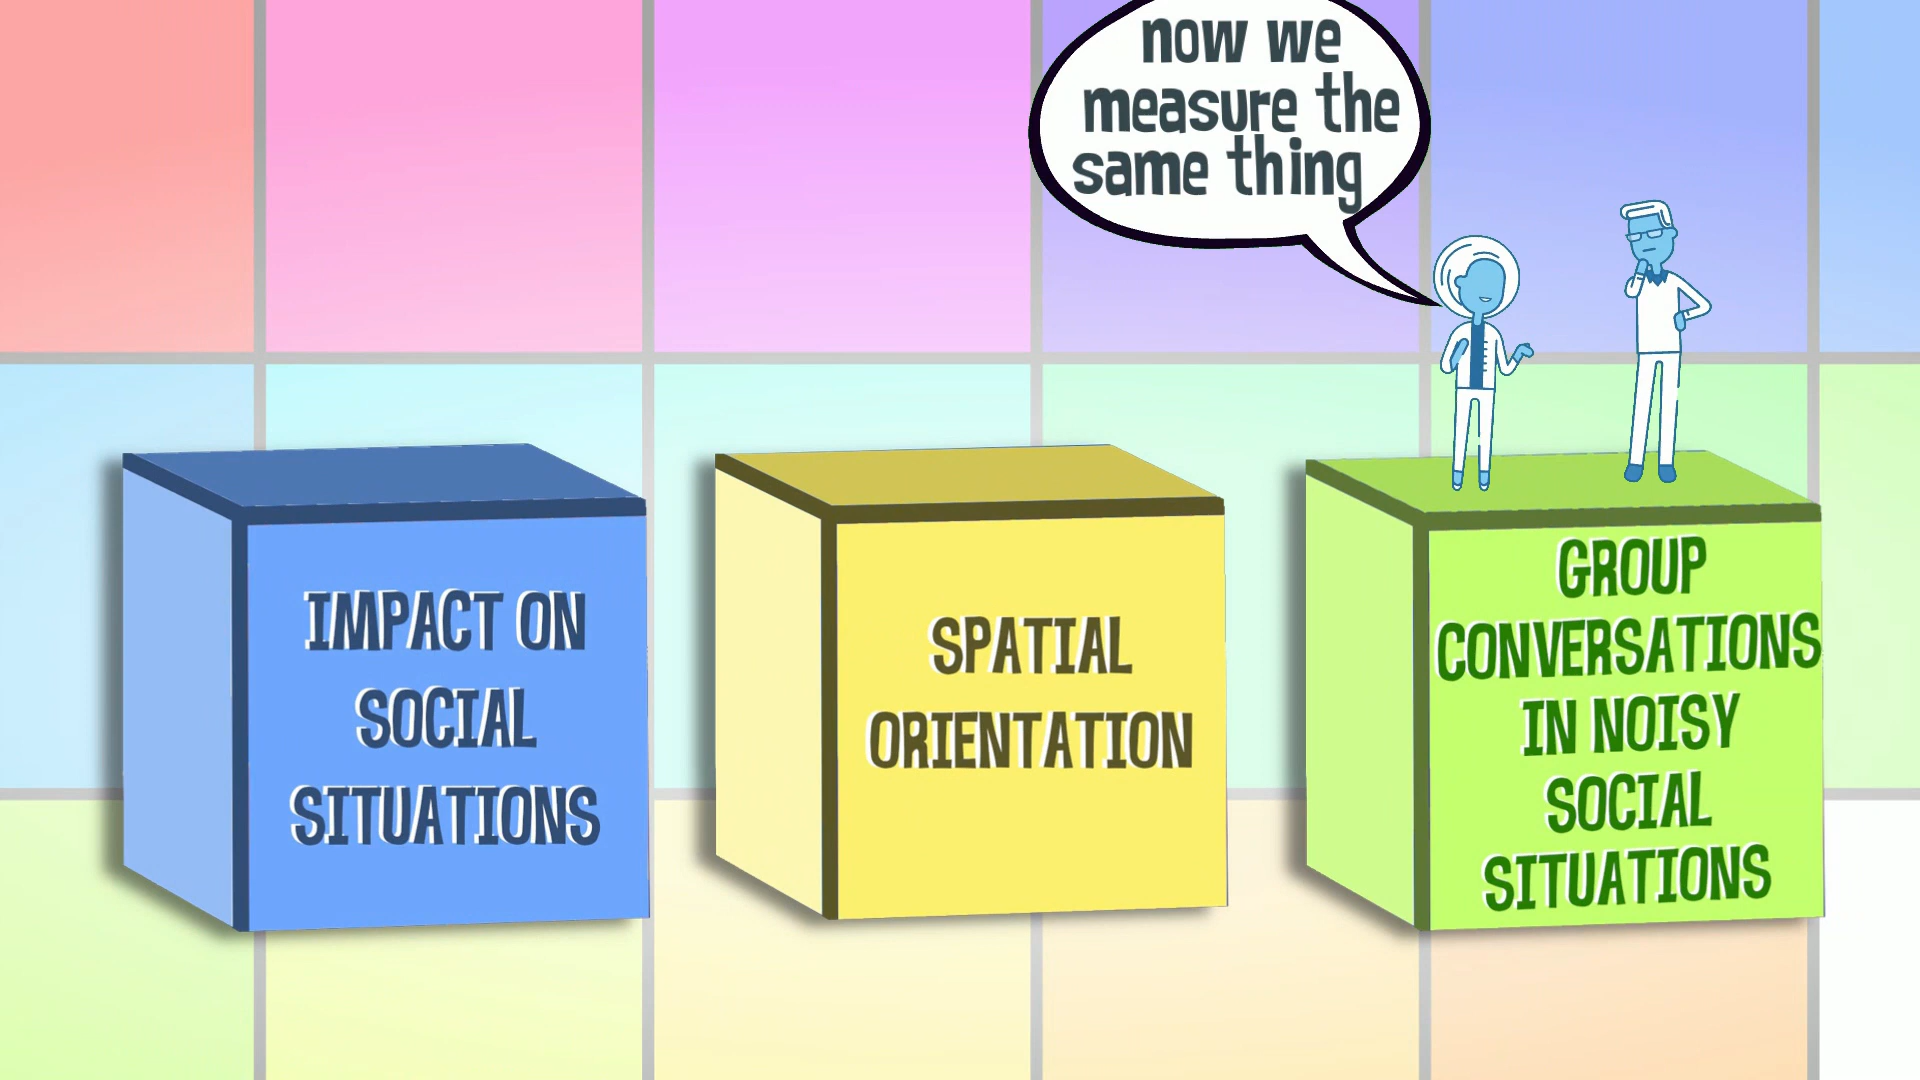 now we
measure the
same thing
IMPACT ON
SOCIAL
SITUATIONS
SPATIAL
ORIENTATION
GROUP
CONVERSATIONS
IN NOISY
SOCIAL
SITUATIONS